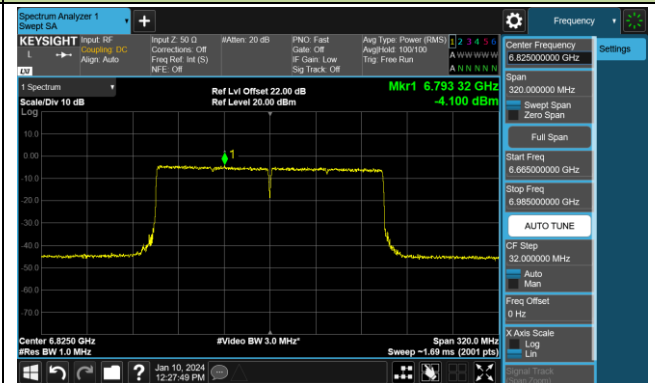 Spectrum Analyzer 1
Swept SA
+
Frequency
KEYSIGHT
L
Input: RF
Coupling: DC
Align: Auto
Input Z: 50 Ω
Corrections: Off
Freq Ref: Int (S)
NFE: Off
#Atten: 20 dB
PNO: Fast
Gate: Off
IF Gain: Low
Sig Track: Off
Avg Type: Power (RMS)
Avg|Hold: 100/100
Trig: Free Run
1 2 3 4 5 6
A W W W W W
A N N N N N
1 Spectrum
Scale/Div 10 dB
Log
Ref Lvl Offset 22.00 dB
Ref Level 20.00 dBm
Mkr1 6.793 32 GHz
-4.100 dBm
10.0
0.00
-10.0
-20.0
-30.0
-40.0
-50.0
-60.0
-70.0
1
Center 6.8250 GHz
#Res BW 1.0 MHz
#Video BW 3.0 MHz*
Span 320.0 MHz
Sweep ~1.69 ms (2001 pts)
Center Frequency
6.825000000 GHz
Settings
Span
320.000000 MHz
Swept Span
Zero Span
Full Span
Start Freq
6.665000000 GHz
Stop Freq
6.985000000 GHz
AUTO TUNE
CF Step
32.000000 MHz
Auto
Man
Freq Offset
0 Hz
X Axis Scale
Log
Lin
Signal Track
(Span Zoom)
?
Jan 10, 2024
12:27:49 PM